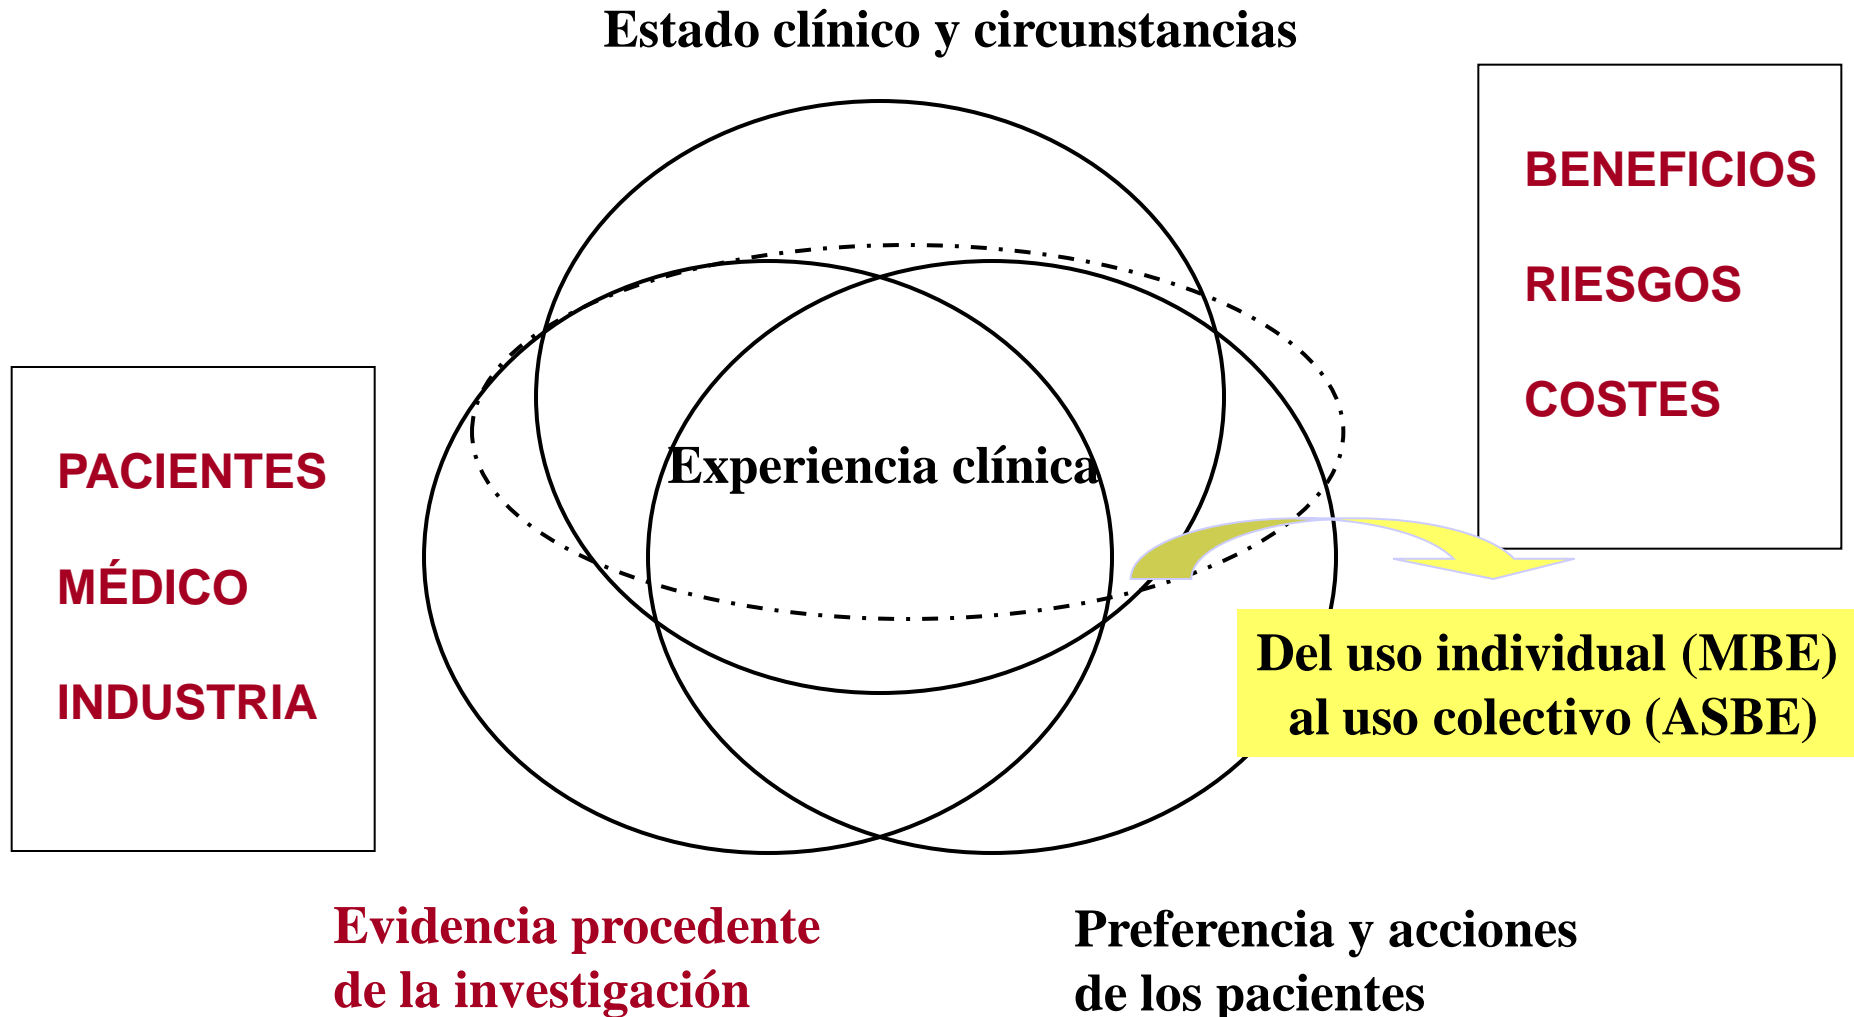 Estado clínico y circunstancias
BENEFICIOS
RIESGOS
COSTES
PACIENTES
MÉDICO
INDUSTRIA
Experiencia clínica
Del uso individual (MBE)
al uso colectivo (ASBE)
Evidencia procedente
de la investigación
Preferencia y acciones
de los pacientes